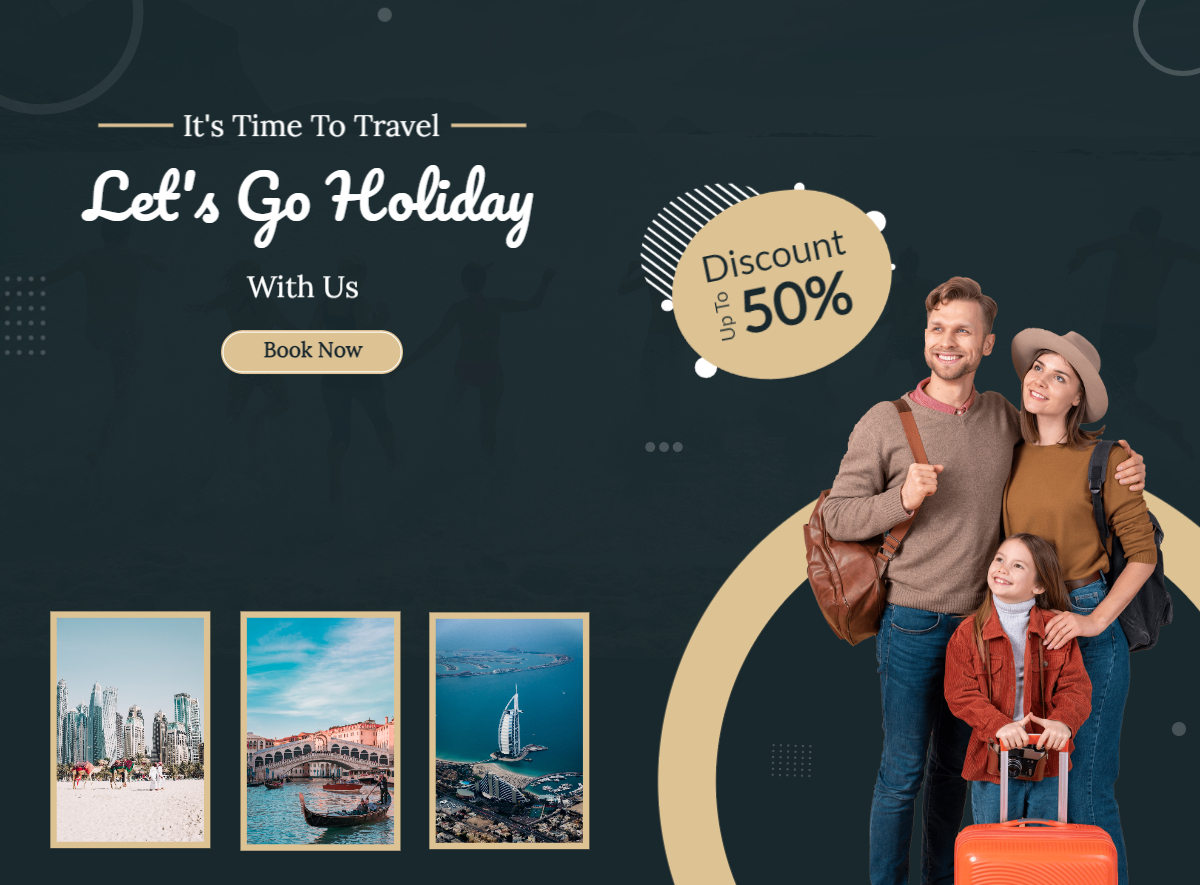 It's Time To Travel
Let's Go Holiday
With Us
Book Now
Discount
Up To 50%